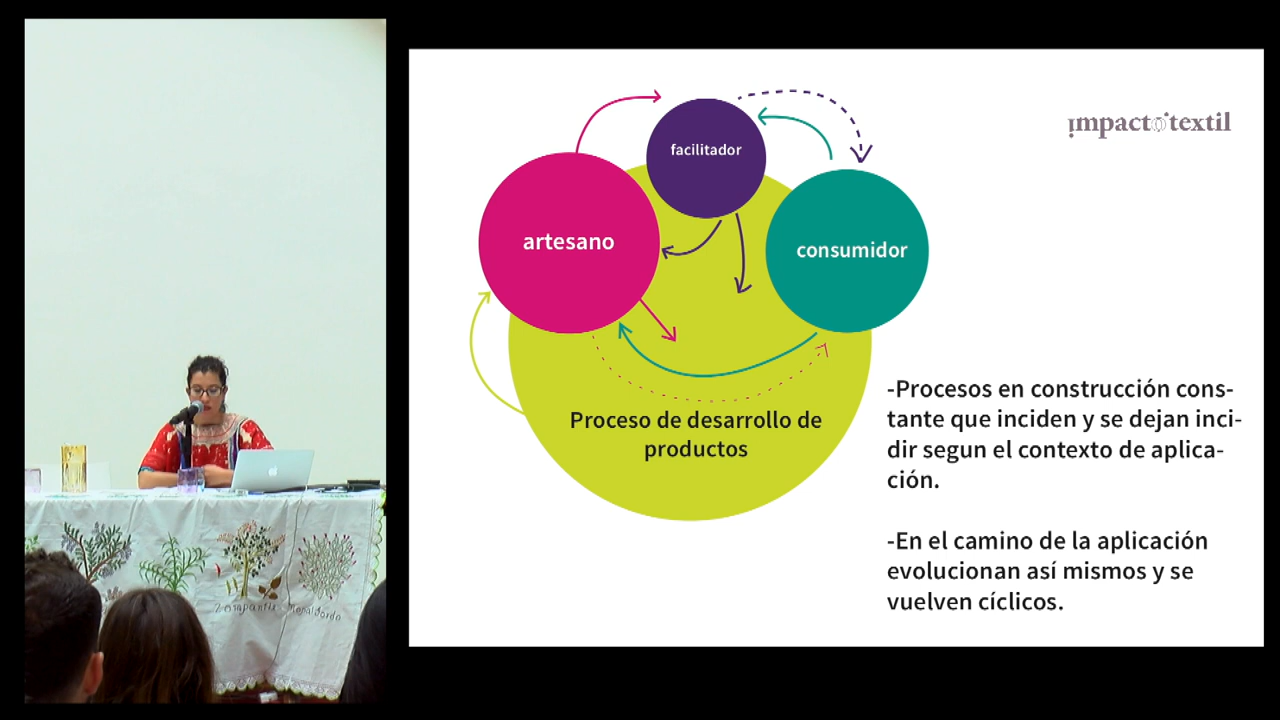 impacto textil
facilitador
artesano
consumidor
Proceso de desarrollo de
productos
-Procesos en construcción cons-
tante que inciden y se dejan inci-
dir segun el contexto de aplica-
ción.
-En el camino de la aplicación
evolucionan así mismos y se
vuelven cíclicos.
Zompantle